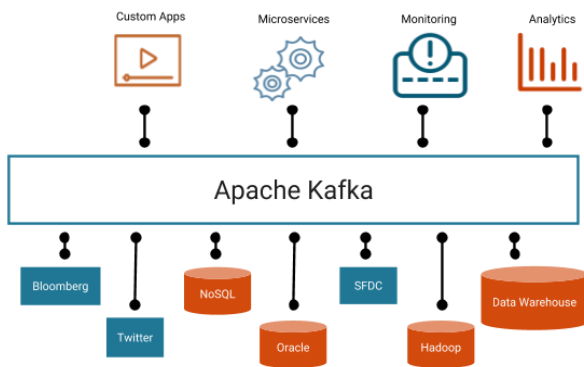 Custom Apps
Microservices
Monitoring
Analytics
Apache Kafka
Bloomberg
NoSQL
SFDC
Data Warehouse
Twitter
Oracle
Hadoop